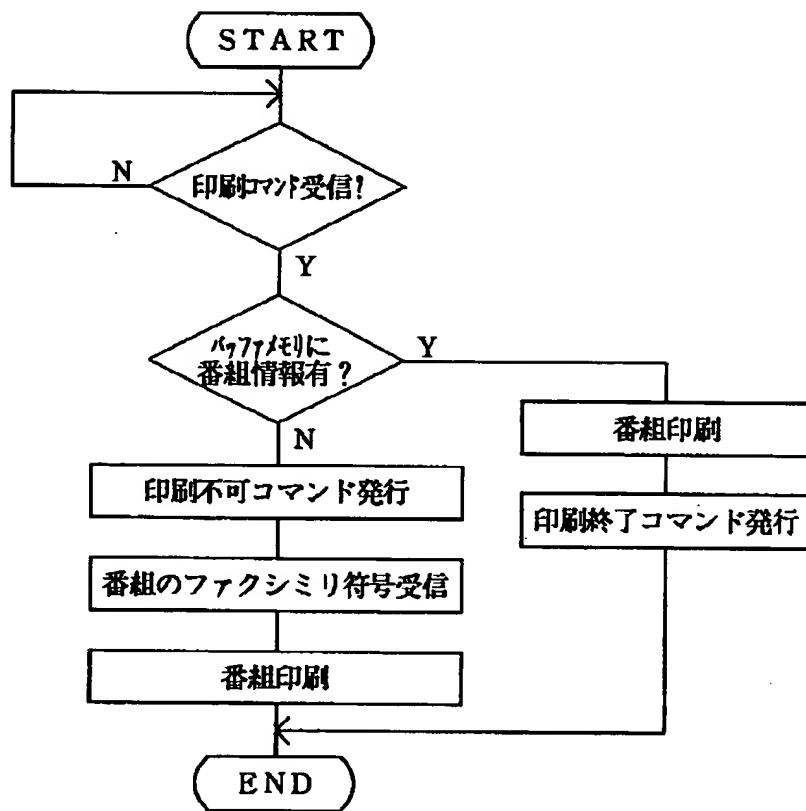 START
印刷コマンド受信?
N
Y
バッファメモリに
番組情報有?
Y
N
番組印刷
印刷不可コマンド発行
印刷終了コマンド発行
番組のファクシミリ符号受信
番組印刷
END